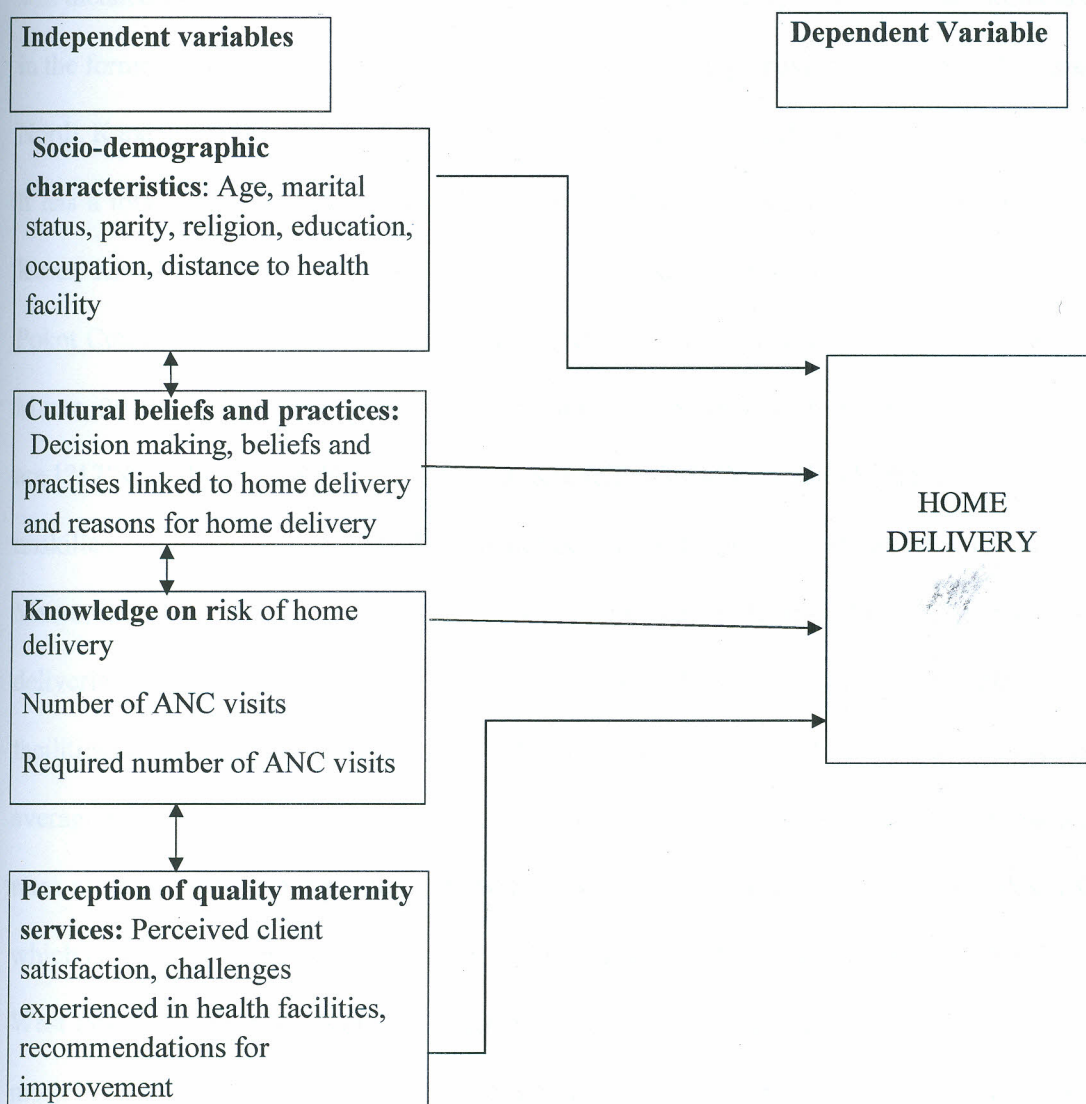 Independent variables
Dependent Variable
Socio-demographic
characteristics: Age, marital
status, parity, religion, education,
occupation, distance to health
facility
Cultural beliefs and practices:
Decision making, beliefs and
practises linked to home delivery
and reasons for home delivery
Knowledge on risk of home
delivery
Number of ANC visits
Required number of ANC visits
Perception of quality maternity
services: Perceived client
satisfaction, challenges
experienced in health facilities,
recommendations for
improvement
HOME
DELIVERY